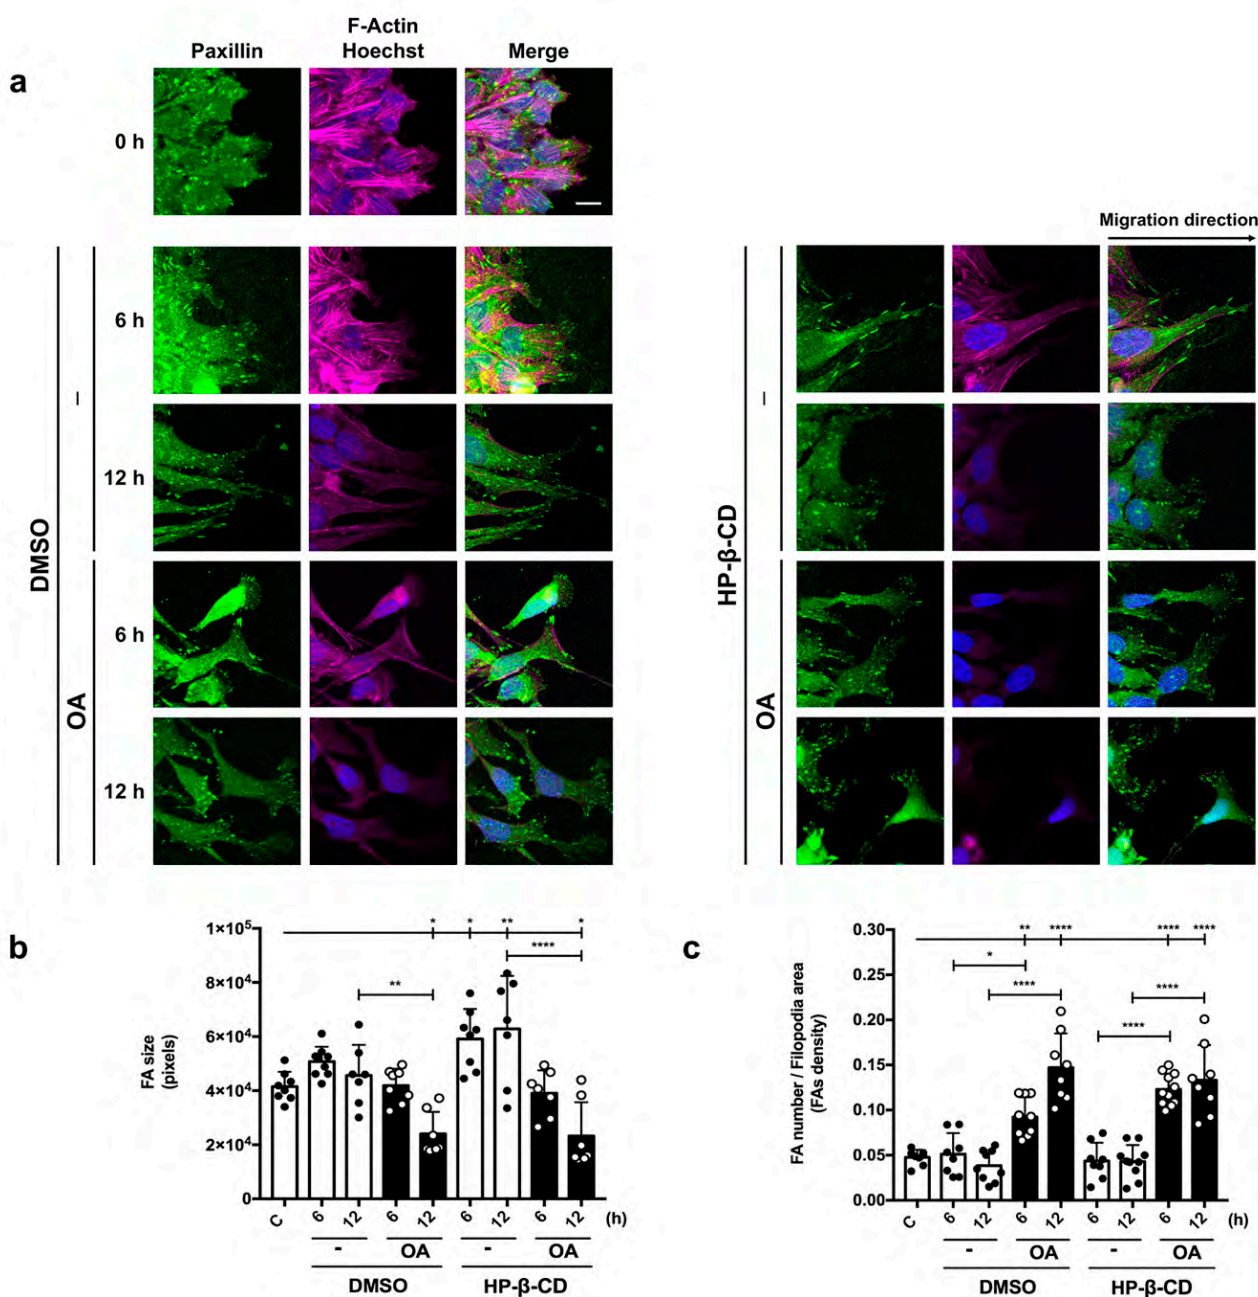 a
Paxillin
F-Actin
Hoechst
Merge
0 h
Migration direction
DMSO
–
6 h
12 h
OA
6 h
12 h
HP-β-CD
–
OA
b
FA size
(pixels)
1×10⁵
8×10⁴
6×10⁴
4×10⁴
2×10⁴
0
* * ** *
****
**
C 6 12 6 12 6 12 6 12 (h)
- OA - OA
DMSO HP-β-CD
c
FA number / Filopodia area
(FAs density)
0.30
0.25
0.20
0.15
0.10
0.05
0.00
** **** **** ****
*
**** ****
****
C 6 12 6 12 6 12 6 12 (h)
- OA - OA
DMSO HP-β-CD